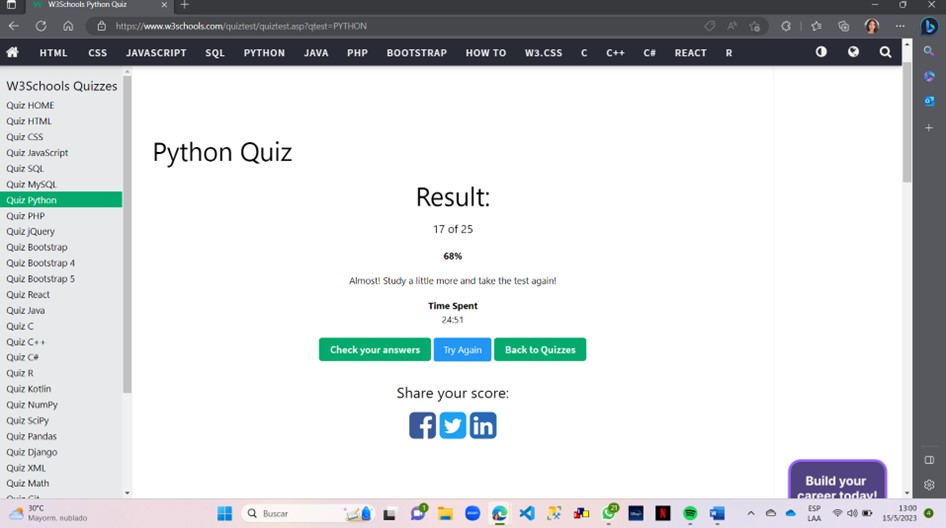 W3Schools Python Quiz
https://www.w3schools.com/quiztest/quiztest.asp?qtest=PYTHON
HTML CSS JAVASCRIPT SQL PYTHON JAVA PHP BOOTSTRAP HOW TO W3.CSS C C++ C# REACT R
W3Schools Quizzes
Quiz HOME
Quiz HTML
Quiz CSS
Quiz JavaScript
Quiz SQL
Quiz MySQL
Quiz Python
Quiz PHP
Quiz jQuery
Quiz Bootstrap
Quiz Bootstrap 4
Quiz Bootstrap 5
Quiz React
Quiz Java
Quiz C
Quiz C++
Quiz C#
Quiz R
Quiz Kotlin
Quiz NumPy
Quiz SciPy
Quiz Pandas
Quiz Django
Quiz XML
Quiz Math
Python Quiz
Result:
17 of 25
68%
Almost! Study a little more and take the test again!
Time Spent
24:51
Check your answers Try Again Back to Quizzes
Share your score:
Build your
career today!
30°C
Mayorm. nublado
Buscar
ESP
LAA
13:00
15/5/2023